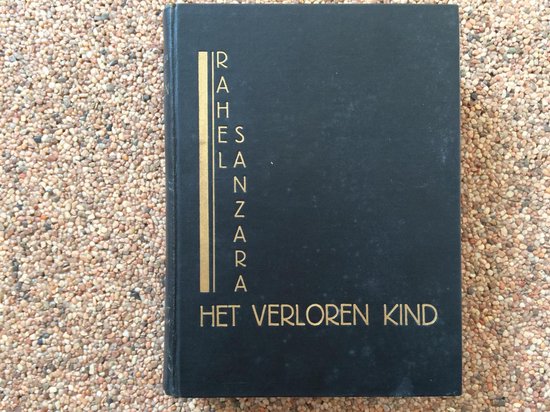 RAHEL
SANZARA
HET VERLOREN KIND